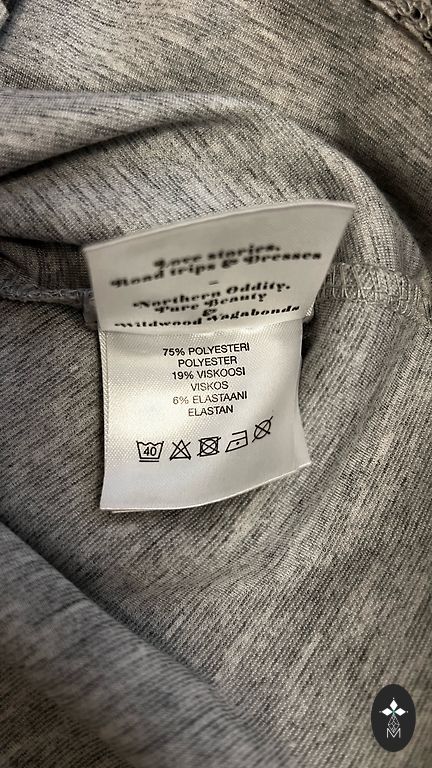 Love stories,
Road trips & Dresses
–
Northern Oddity,
Pure Beauty
&
Wildwood Vagabonds
75% POLYESTERI
POLYESTER
19% VISKOOSI
VISKOS
6% ELASTAANI
ELASTAN
40
M